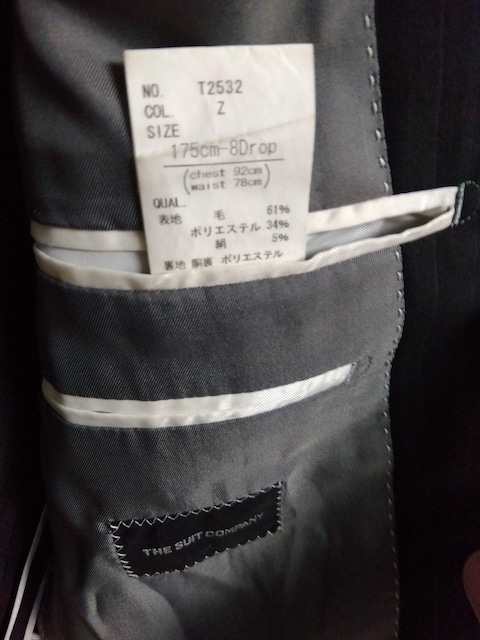 NO. T2532
COL. Z
SIZE
175cm-8Drop
(chest 92cm
waist 78cm)
QUAL.
表地 毛 61%
ポリエステル 34%
絹 5%
裏地 胴裏 ポリエステル
THE SUIT COMPANY